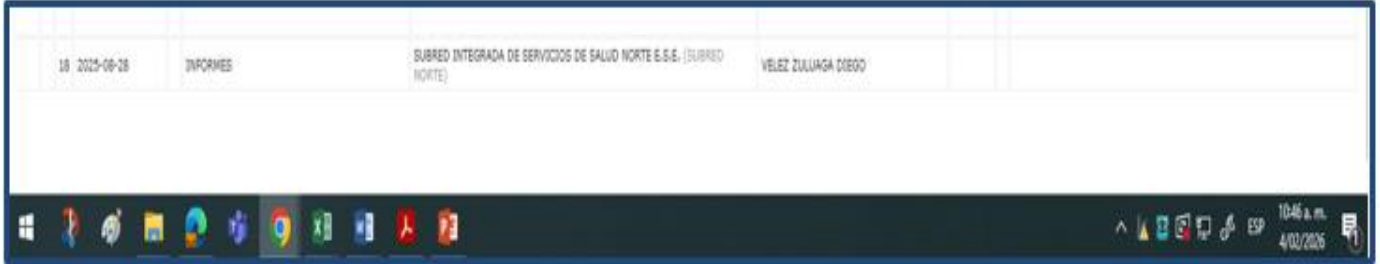 18 2025-08-28 INFORMES SUBRED INTEGRADA DE SERVICIOS DE SALUD NORTE E.S.E. (SUBRED
NORTE) VELEZ ZULUAGA DIEGO
ESP
10:46 a. m.
4/02/2026